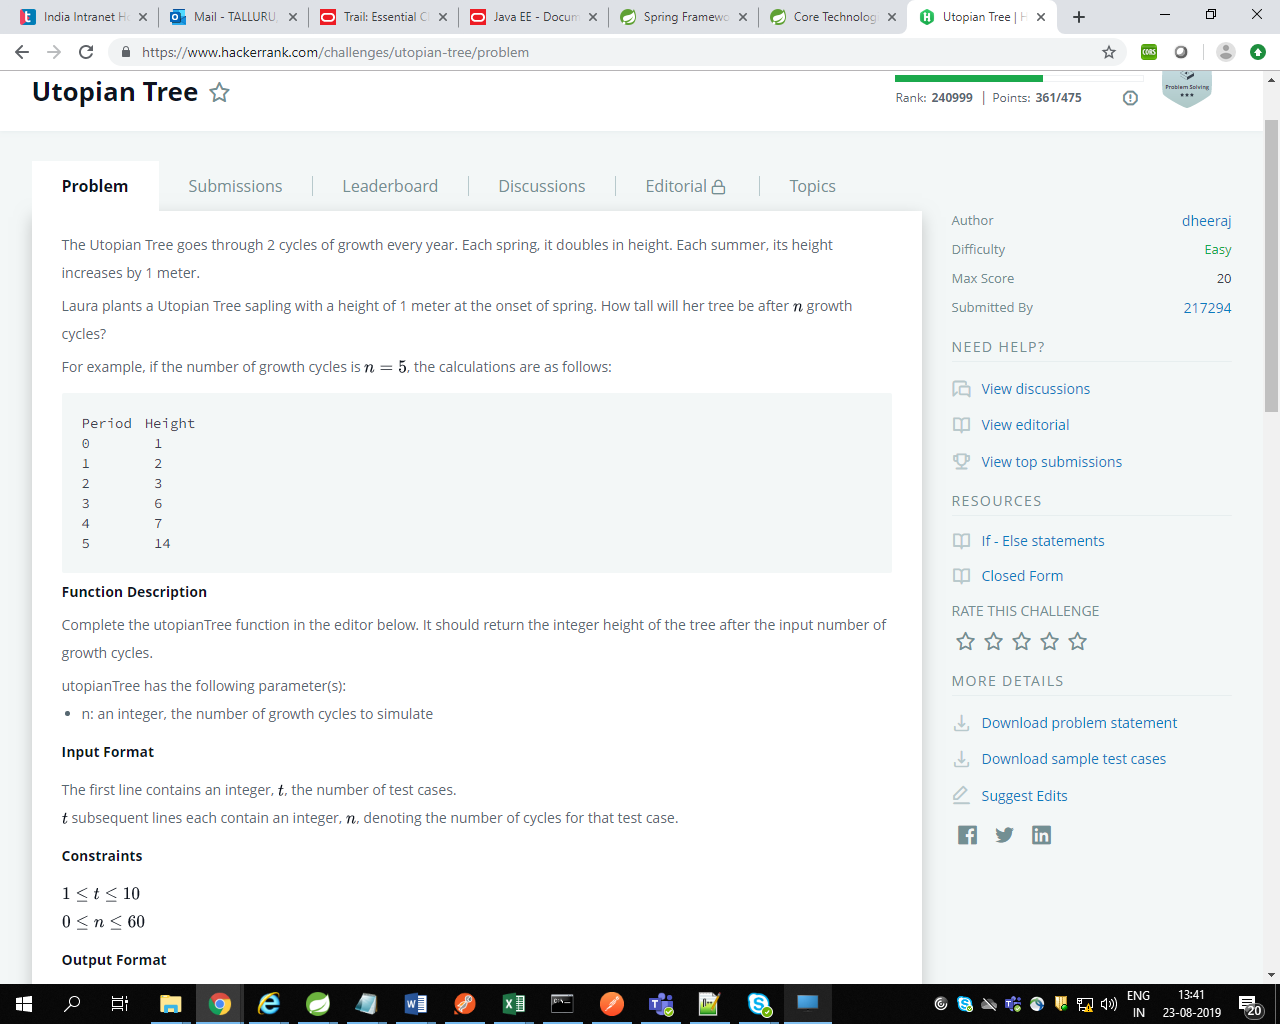 India Intranet Ho
Mail - TALLURU
Trail: Essential C
Java EE - Docum
Spring Framewo
Core Technolog
Utopian Tree | H
https://www.hackerrank.com/challenges/utopian-tree/problem
CORS
Utopian Tree
Rank: 240999 | Points: 361/475
Problem Solving
Problem
Submissions
Leaderboard
Discussions
Editorial
Topics
The Utopian Tree goes through 2 cycles of growth every year. Each spring, it doubles in height. Each summer, its height
increases by 1 meter.
Laura plants a Utopian Tree sapling with a height of 1 meter at the onset of spring. How tall will her tree be after n growth
cycles?
For example, if the number of growth cycles is n = 5, the calculations are as follows:
Period Height
0 1
1 2
2 3
3 6
4 7
5 14
Function Description
Complete the utopianTree function in the editor below. It should return the integer height of the tree after the input number of
growth cycles.
utopianTree has the following parameter(s):
• n: an integer, the number of growth cycles to simulate
Input Format
The first line contains an integer, t, the number of test cases.
t subsequent lines each contain an integer, n, denoting the number of cycles for that test case.
Constraints
1 ≤ t ≤ 10
0 ≤ n ≤ 60
Output Format
Author dheeraj
Difficulty Easy
Max Score 20
Submitted By 217294
NEED HELP?
View discussions
View editorial
View top submissions
RESOURCES
If - Else statements
Closed Form
RATE THIS CHALLENGE
MORE DETAILS
Download problem statement
Download sample test cases
Suggest Edits
ENG
IN
13:41
23-08-2019
20